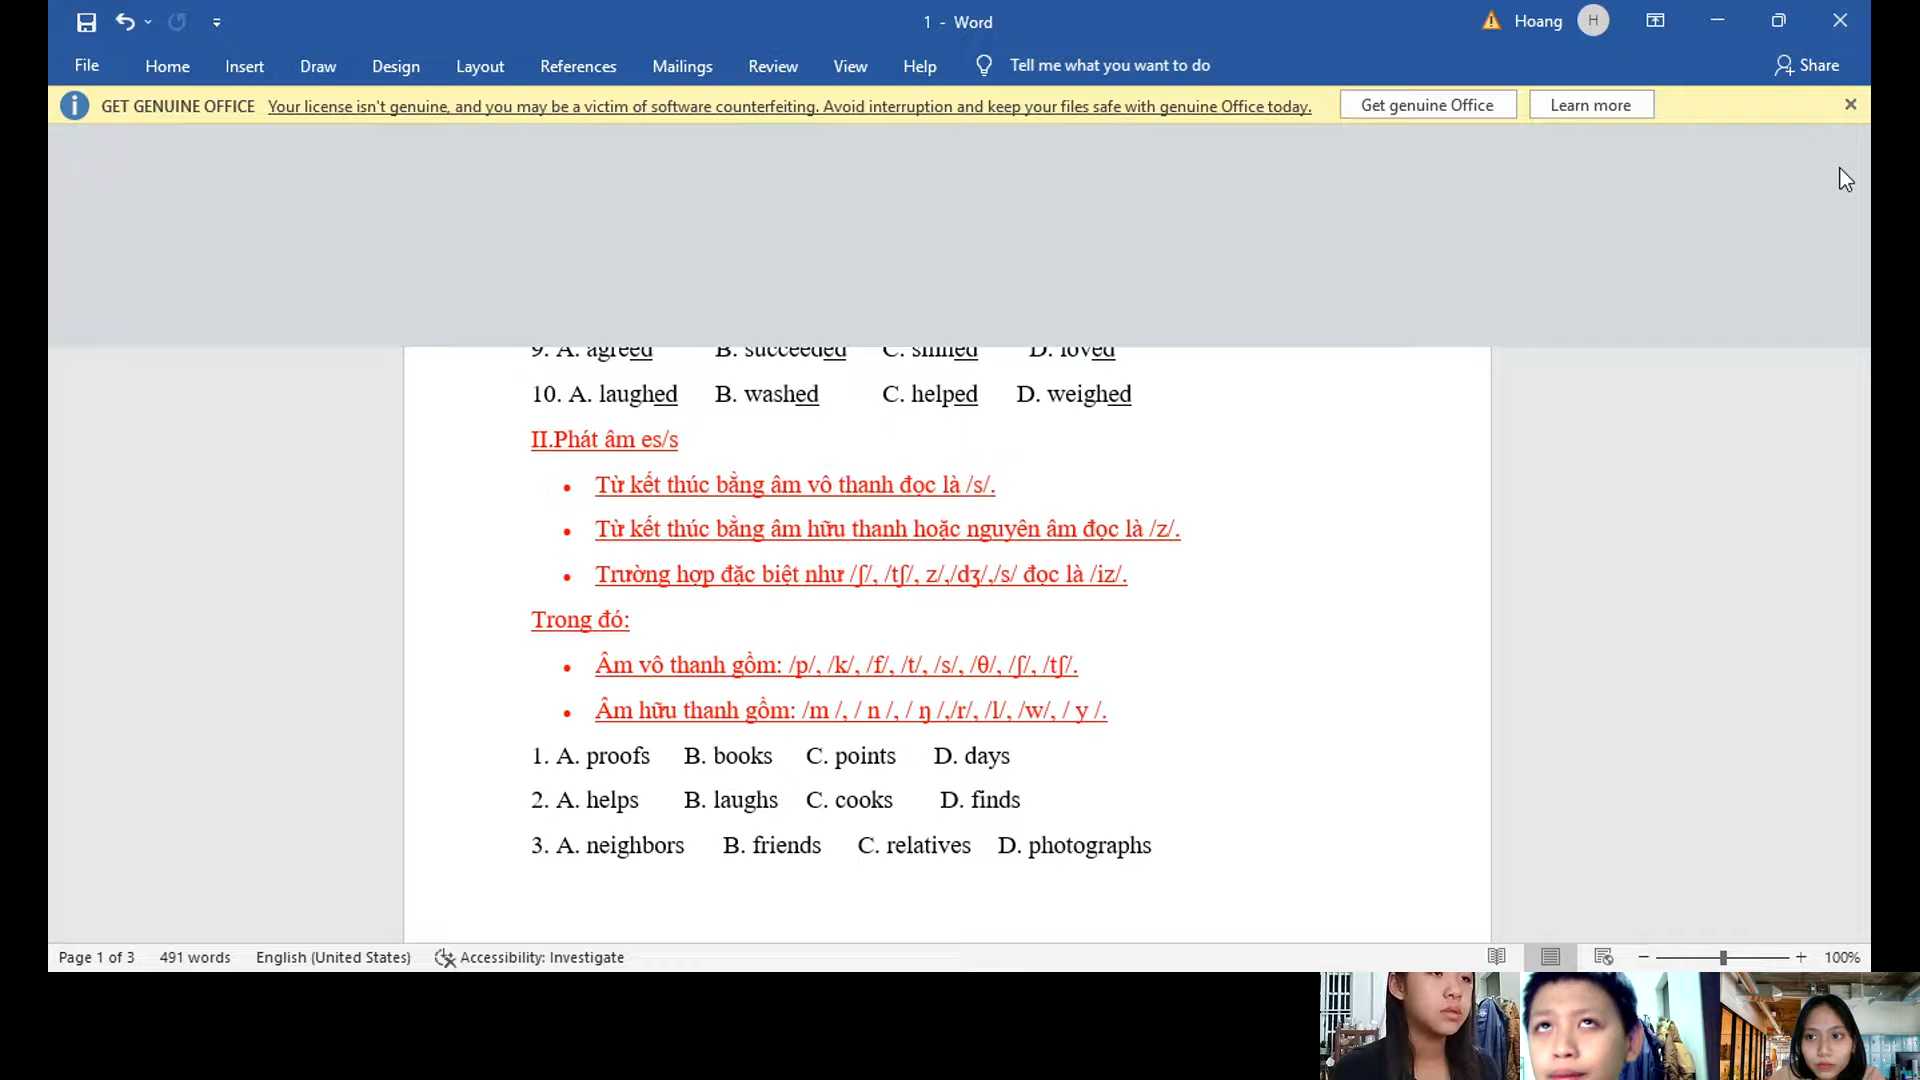 1 - Word
Hoang H
File Home Insert Draw Design Layout References Mailings Review View Help Tell me what you want to do Share
GET GENUINE OFFICE Your license isn't genuine, and you may be a victim of software counterfeiting. Avoid interruption and keep your files safe with genuine Office today. Get genuine Office Learn more
9. A. agreed B. succeeded C. smiled D. loved
10. A. laughed B. washed C. helped D. weighed
II.Phát âm es/s
• Từ kết thúc bằng âm vô thanh đọc là /s/.
• Từ kết thúc bằng âm hữu thanh hoặc nguyên âm đọc là /z/.
• Trường hợp đặc biệt như /ʃ/, /tʃ/, z/,/dʒ/,/s/ đọc là /iz/.
Trong đó:
• Âm vô thanh gồm: /p/, /k/, /f/, /t/, /s/, /θ/, /ʃ/, /tʃ/.
• Âm hữu thanh gồm: /m /, / n /, / ŋ /,/r/, /l/, /w/, / y /.
1. A. proofs B. books C. points D. days
2. A. helps B. laughs C. cooks D. finds
3. A. neighbors B. friends C. relatives D. photographs
Page 1 of 3 491 words English (United States) Accessibility: Investigate 100%